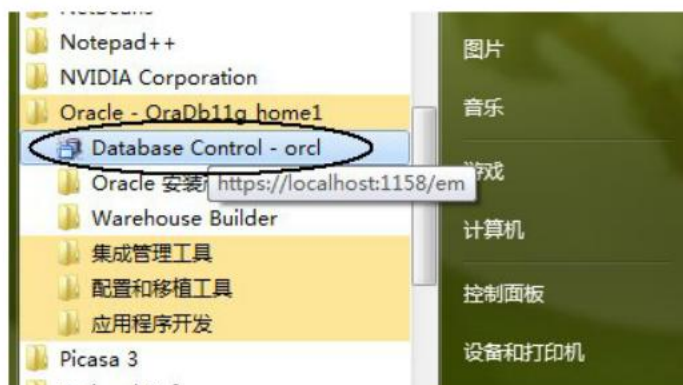 Notepad++
NVIDIA Corporation
Oracle - OraDb11g_home1
Database Control - orcl
Oracle 安装
https://localhost:1158/em
Warehouse Builder
集成管理工具
配置和移植工具
应用程序开发
Picasa 3
图片
音乐
游戏
计算机
控制面板
设备和打印机